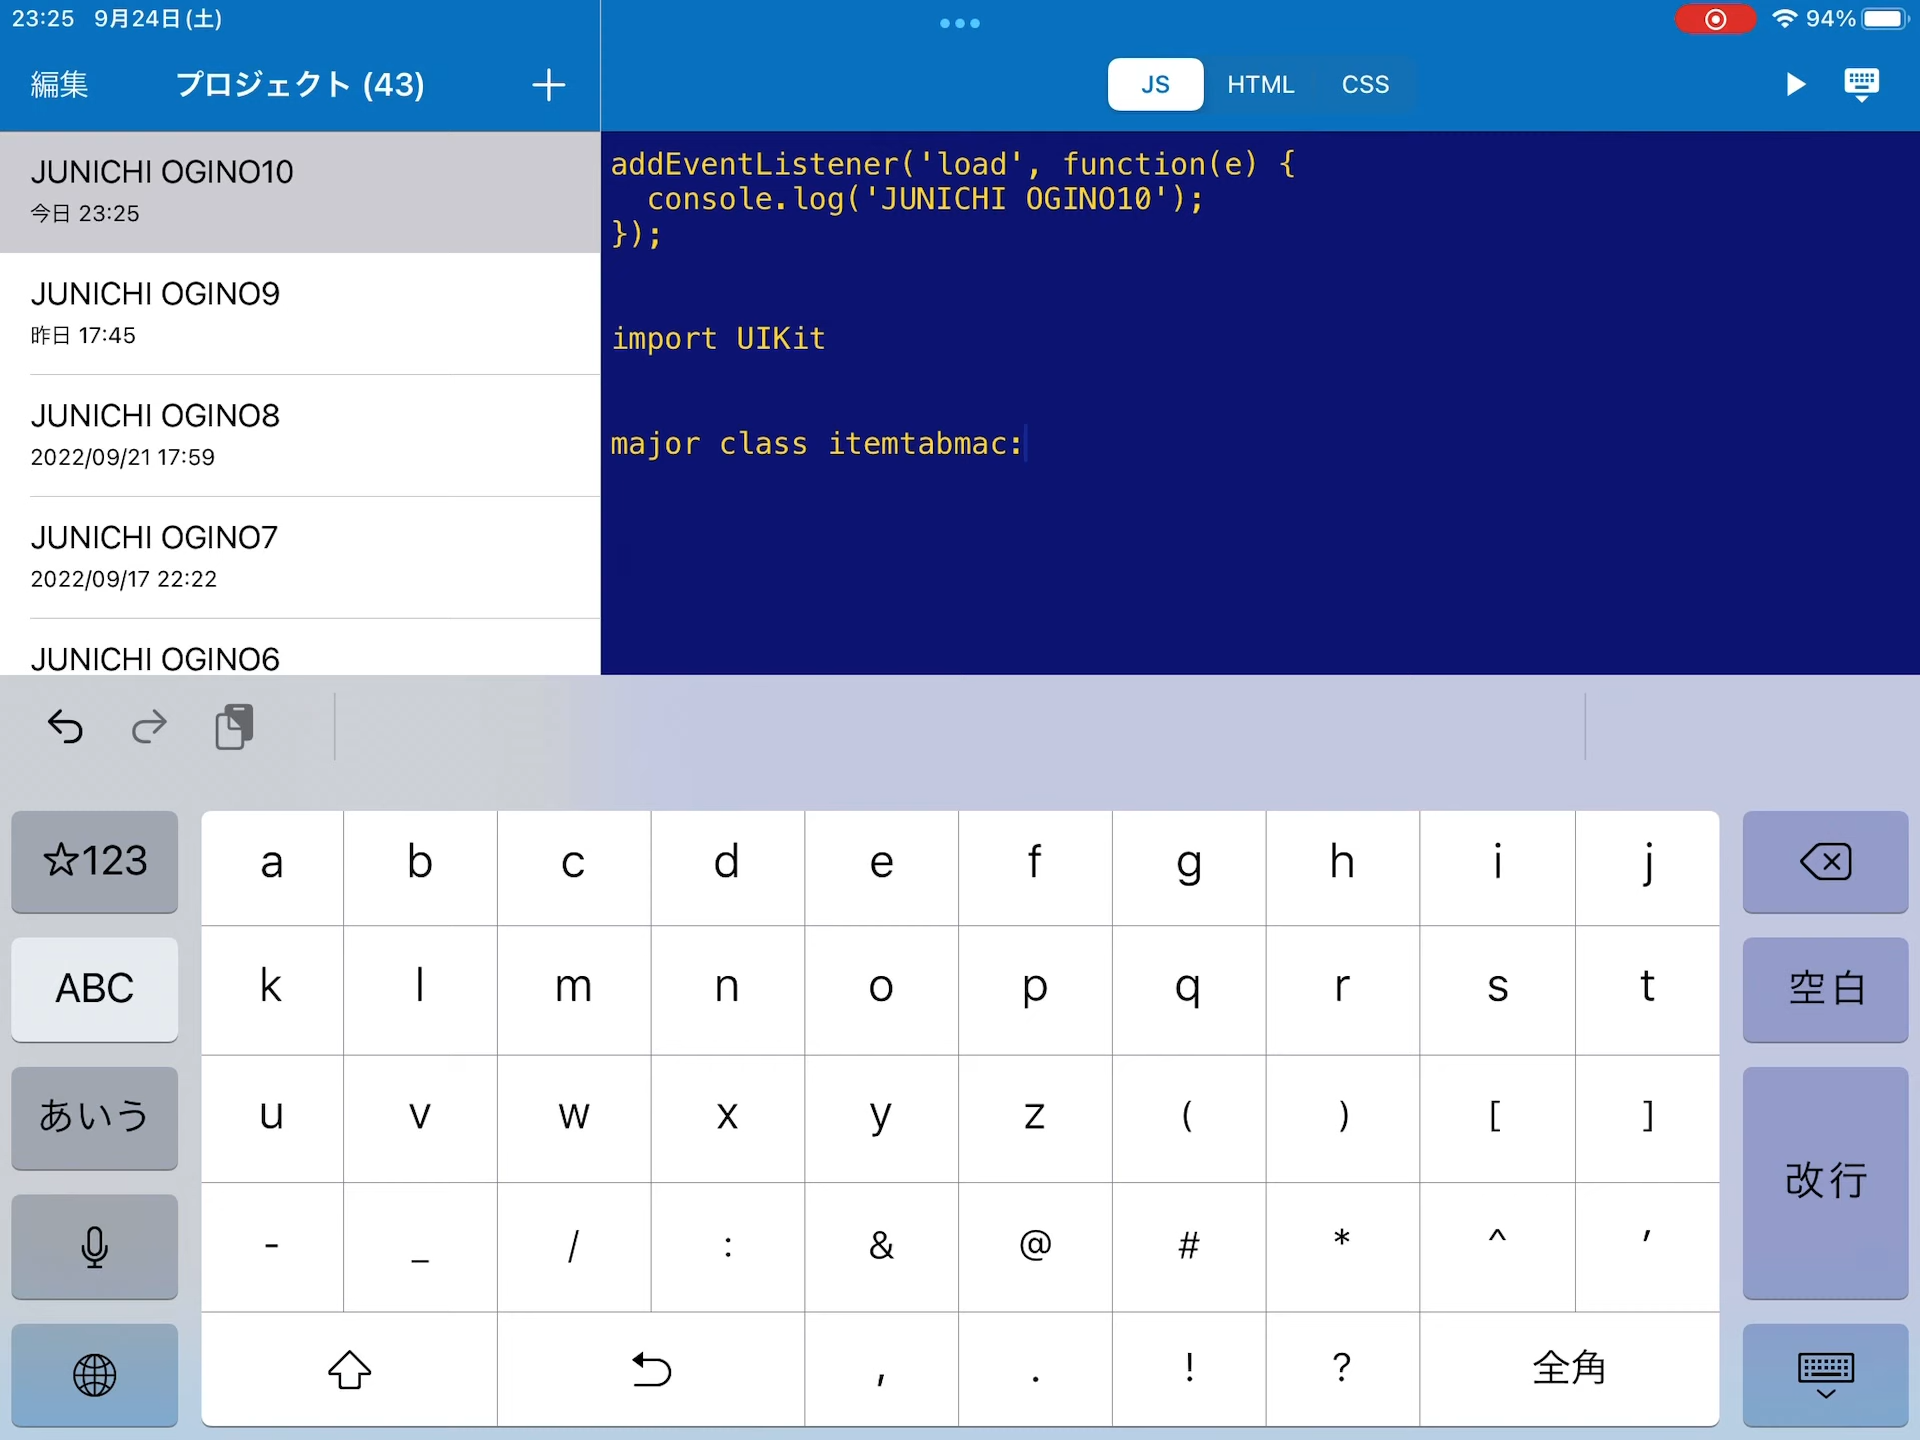 23:25 9月24日(土)
94%
編集 プロジェクト (43)
JS HTML CSS
JUNICHI OGINO10
今日 23:25
JUNICHI OGINO9
昨日 17:45
JUNICHI OGINO8
2022/09/21 17:59
JUNICHI OGINO7
2022/09/17 22:22
JUNICHI OGINO6
addEventListener('load', function(e) {
  console.log('JUNICHI OGINO10');
});
import UIKit
major class itemtabmac:
☆123 a b c d e f g h i j
ABC k l m n o p q r s t 空白
あいう u v w x y z ( ) [ ] 改行
- _ / : & @ # * ^ ′
, . ! ? 全角